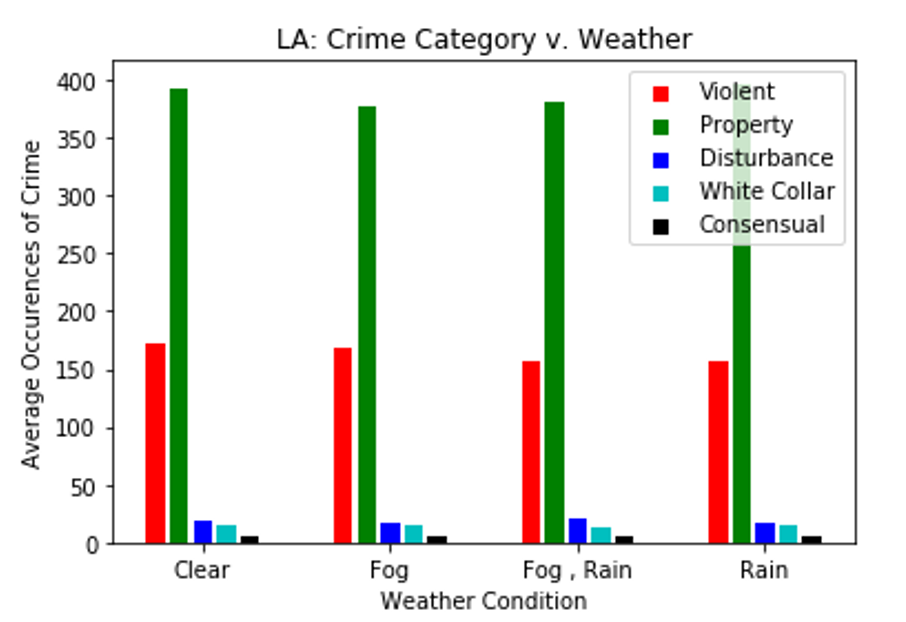 LA: Crime Category v. Weather
Violent
Property
Disturbance
White Collar
Consensual
Average Occurences of Crime
400
350
300
250
200
150
100
50
0
Clear
Fog
Fog , Rain
Rain
Weather Condition